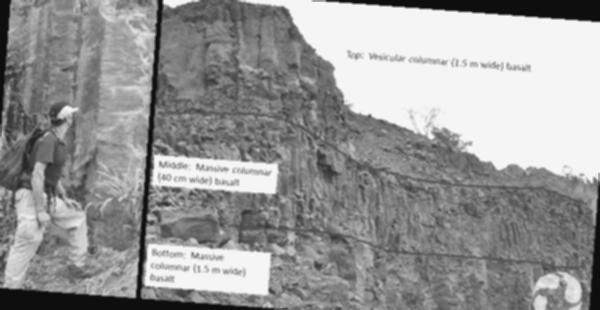 Top: Vesicular columnar (1.5 m wide) basalt
Middle: Massive columnar
(40 cm wide) basalt
Bottom: Massive
columnar (1.5 m wide)
basalt